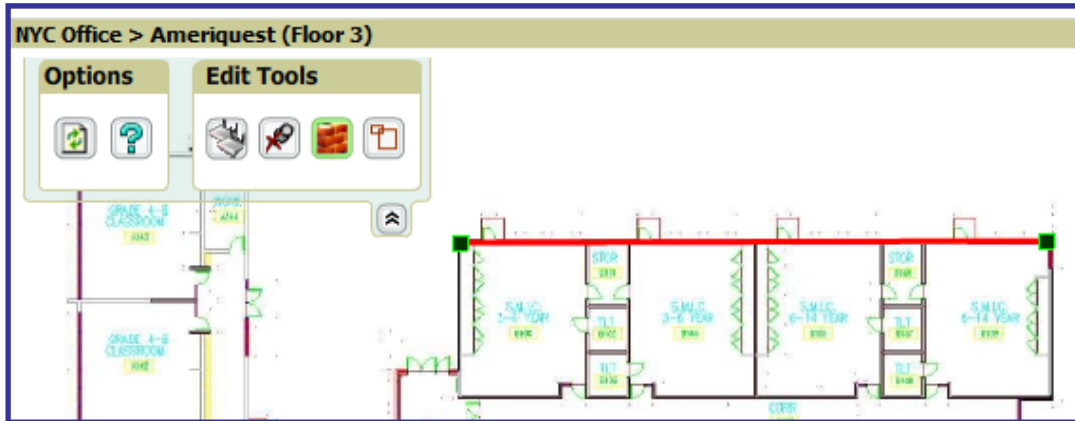 NYC Office > Ameriquest (Floor 3)
Options
Edit Tools
GRADE 4-6
CLASSROOM
WORK
GRADE 4-6
CLASSROOM
STOR
STOR
S.M.I.C.
3-6 YEAR
TLT
S.M.I.C.
3-6 YEAR
S.M.I.C.
6-14 YEAR
TLT
S.M.I.C.
6-14 YEAR
TLT
TLT
CORR